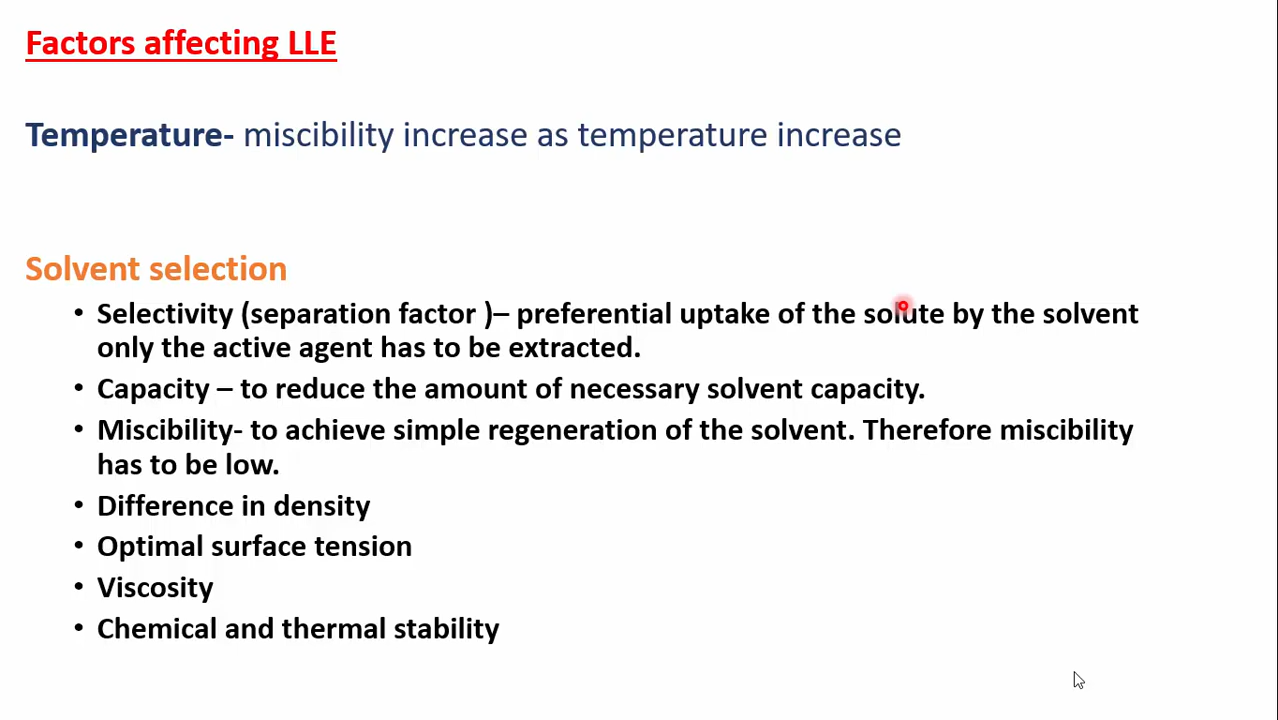 Factors affecting LLE
Temperature- miscibility increase as temperature increase
Solvent selection
• Selectivity (separation factor )– preferential uptake of the solute by the solvent
only the active agent has to be extracted.
• Capacity – to reduce the amount of necessary solvent capacity.
• Miscibility- to achieve simple regeneration of the solvent. Therefore miscibility
has to be low.
• Difference in density
• Optimal surface tension
• Viscosity
• Chemical and thermal stability